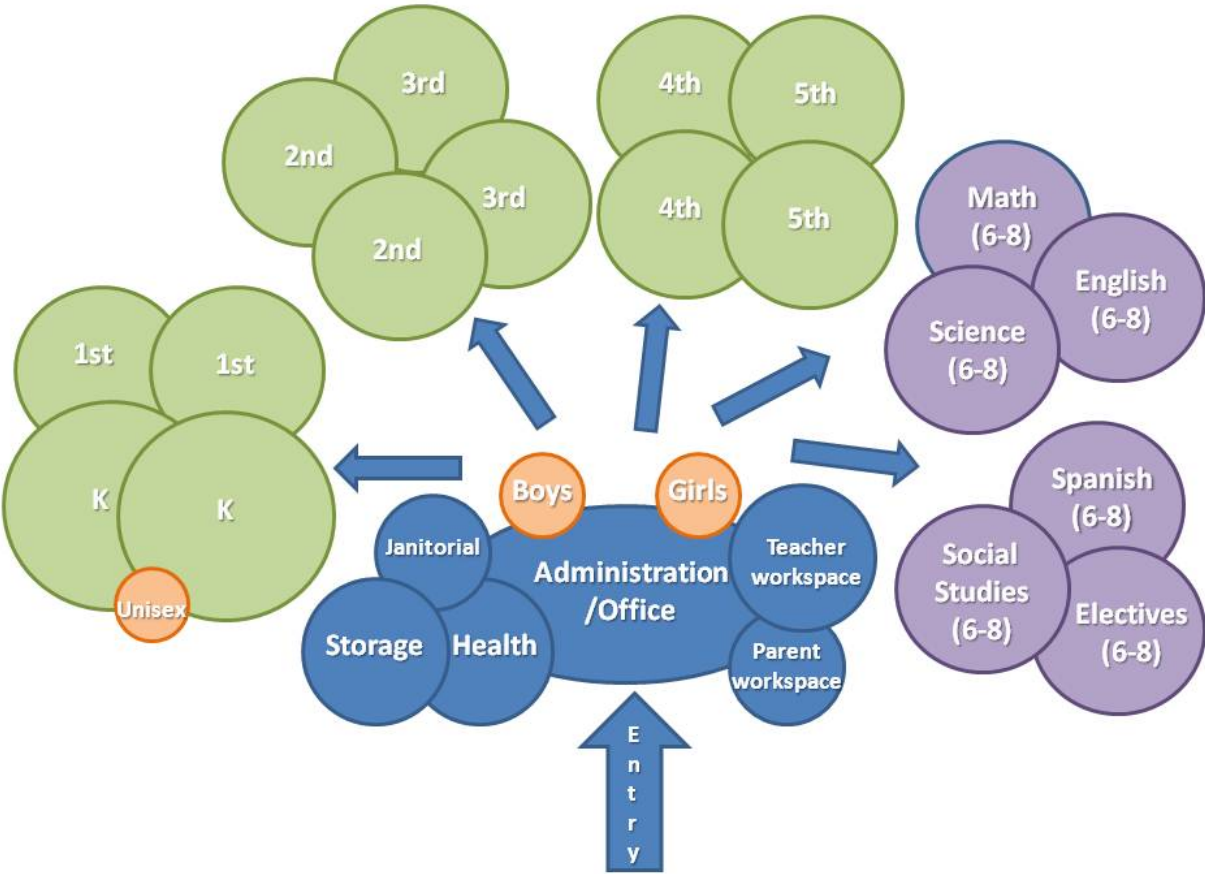 3rd
2nd
3rd
2nd
4th
5th
4th
5th
Math
(6-8)
English
(6-8)
Science
(6-8)
1st
1st
K
K
Unisex
Boys
Girls
Janitorial
Administration
/Office
Teacher
workspace
Storage
Health
Parent
workspace
Spanish
(6-8)
Social
Studies
(6-8)
Electives
(6-8)
E
n
t
r
y